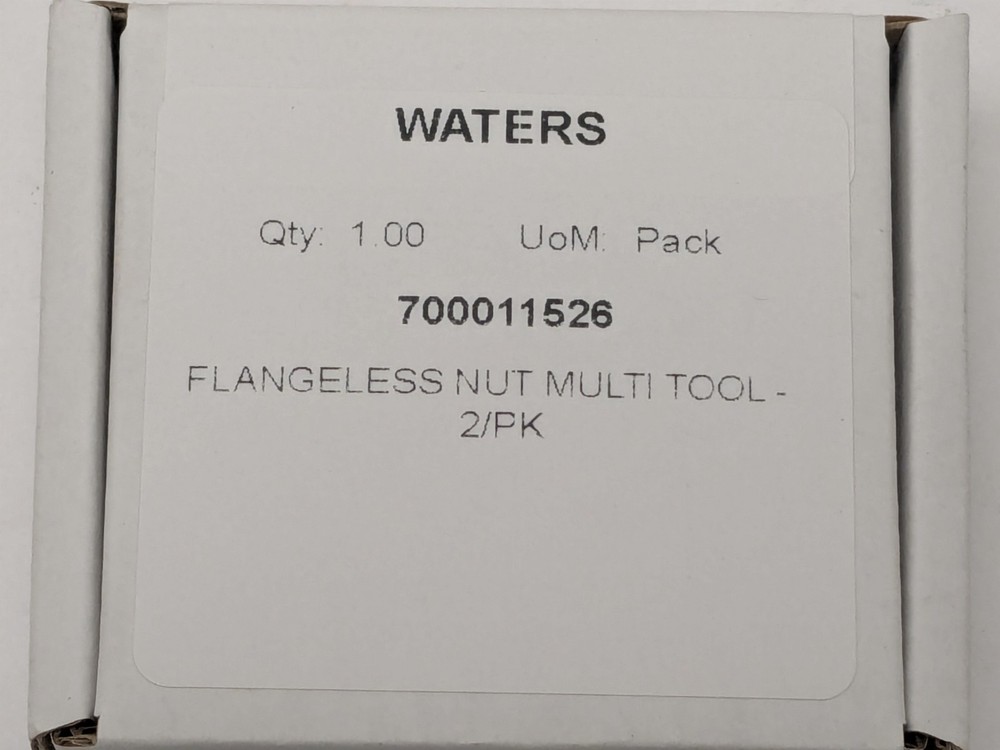 WATERS
Qty: 1.00 UoM: Pack
700011526
FLANGELESS NUT MULTI TOOL -
2/PK